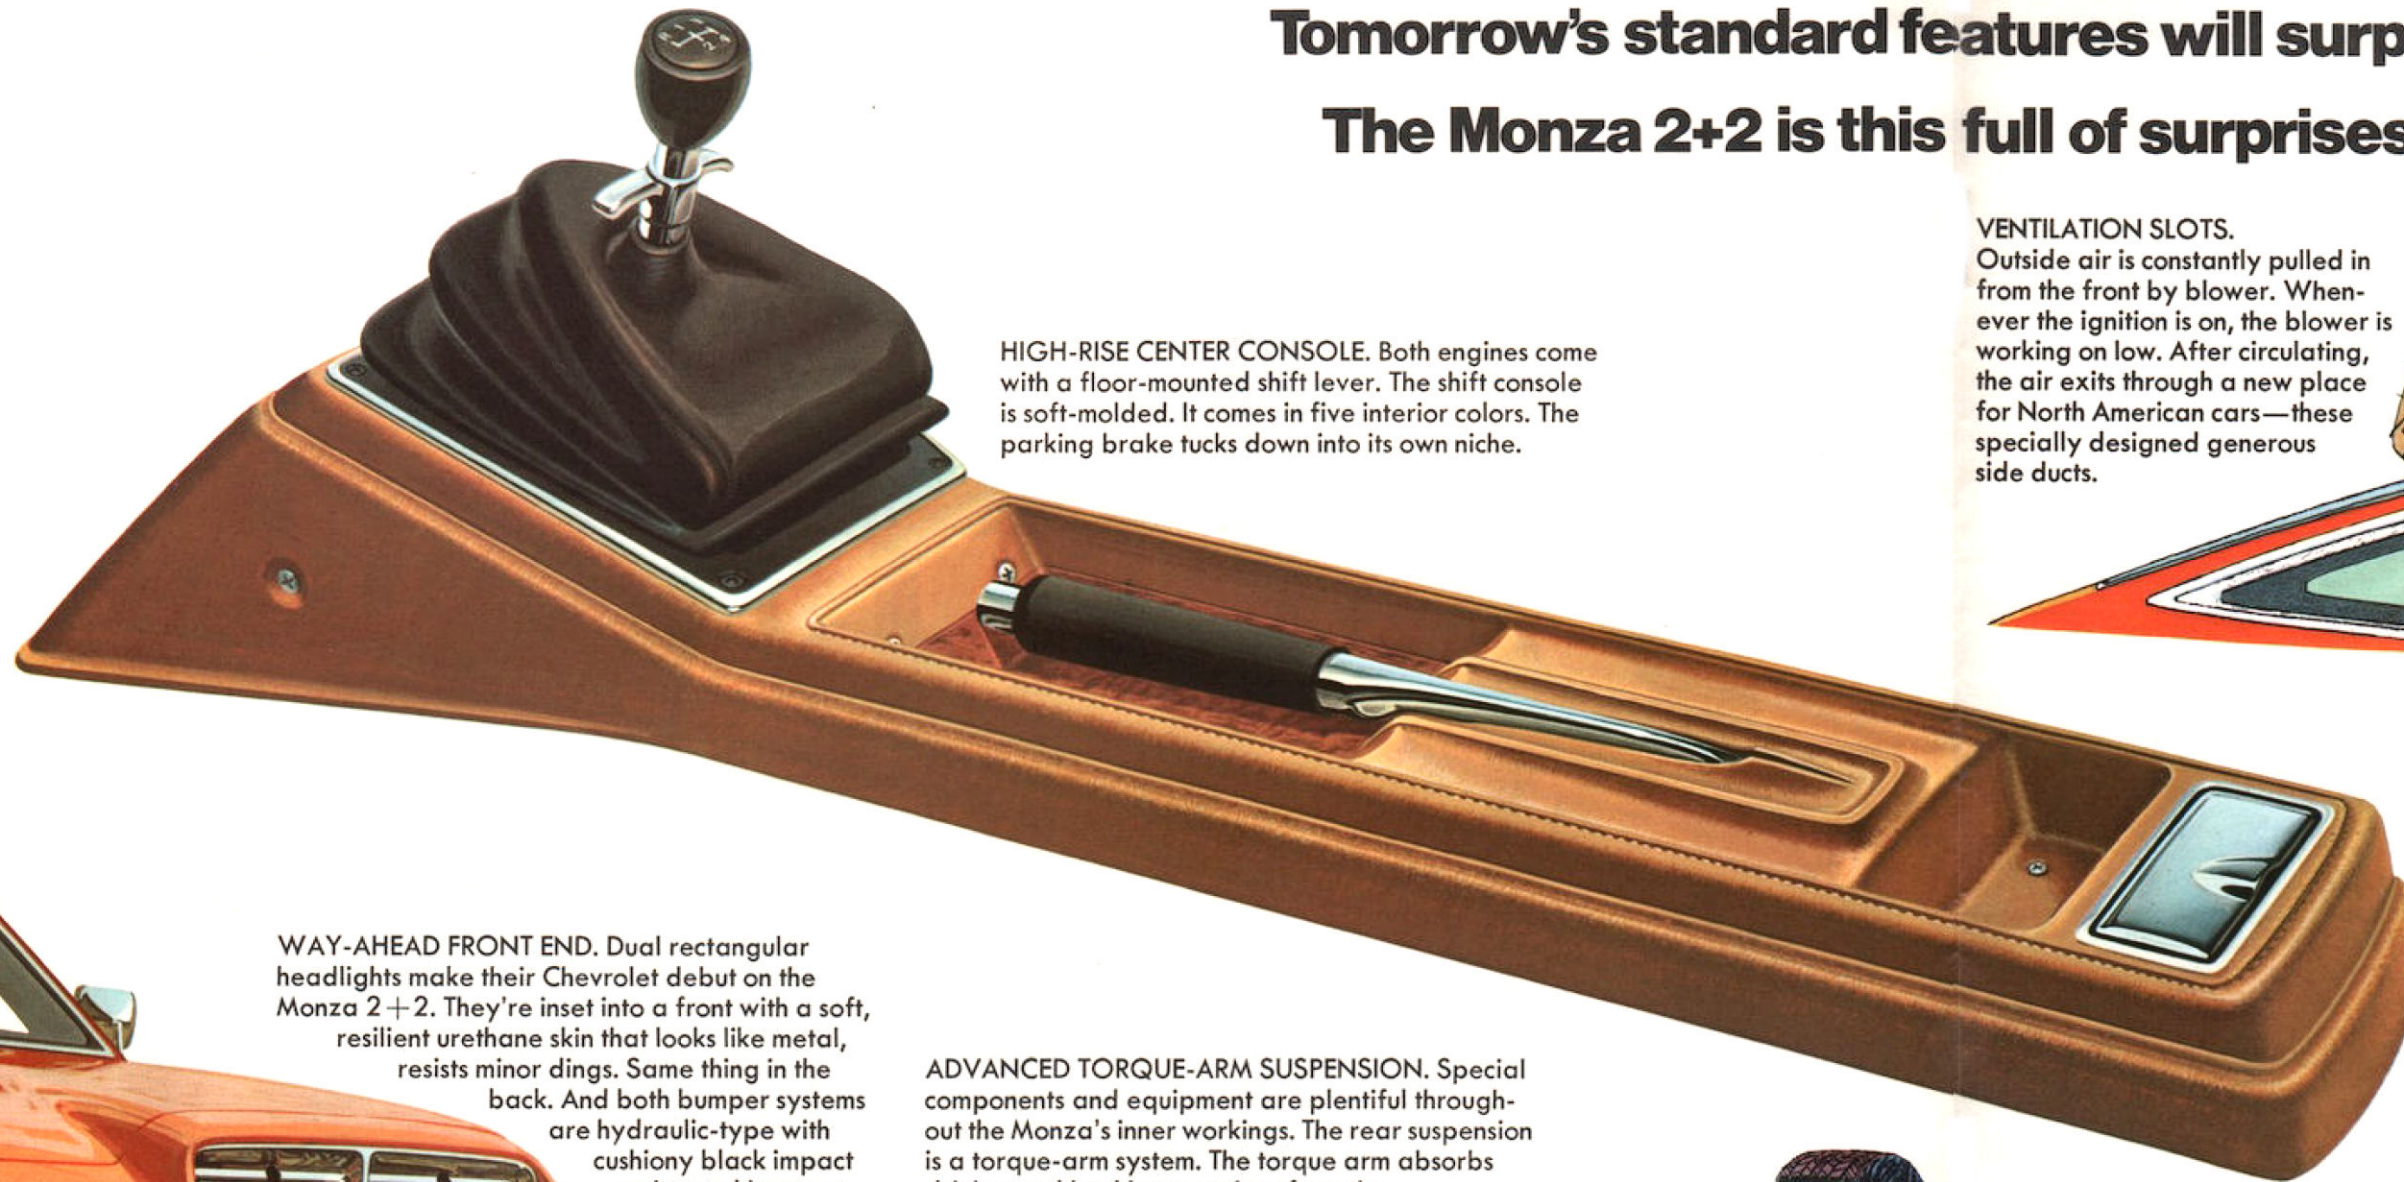 Tomorrow's standard features will surp
The Monza 2+2 is this full of surprises
VENTILATION SLOTS.
Outside air is constantly pulled in
from the front by blower. When-
ever the ignition is on, the blower is
working on low. After circulating,
the air exits through a new place
for North American cars—these
specially designed generous
side ducts.
HIGH-RISE CENTER CONSOLE. Both engines come
with a floor-mounted shift lever. The shift console
is soft-molded. It comes in five interior colors. The
parking brake tucks down into its own niche.
WAY-AHEAD FRONT END. Dual rectangular
headlights make their Chevrolet debut on the
Monza 2+2. They're inset into a front with a soft,
resilient urethane skin that looks like metal,
resists minor dings. Same thing in the
back. And both bumper systems
are hydraulic-type with
cushiony black impact
ADVANCED TORQUE-ARM SUSPENSION. Special
components and equipment are plentiful through-
out the Monza's inner workings. The rear suspension
is a torque-arm system. The torque arm absorbs